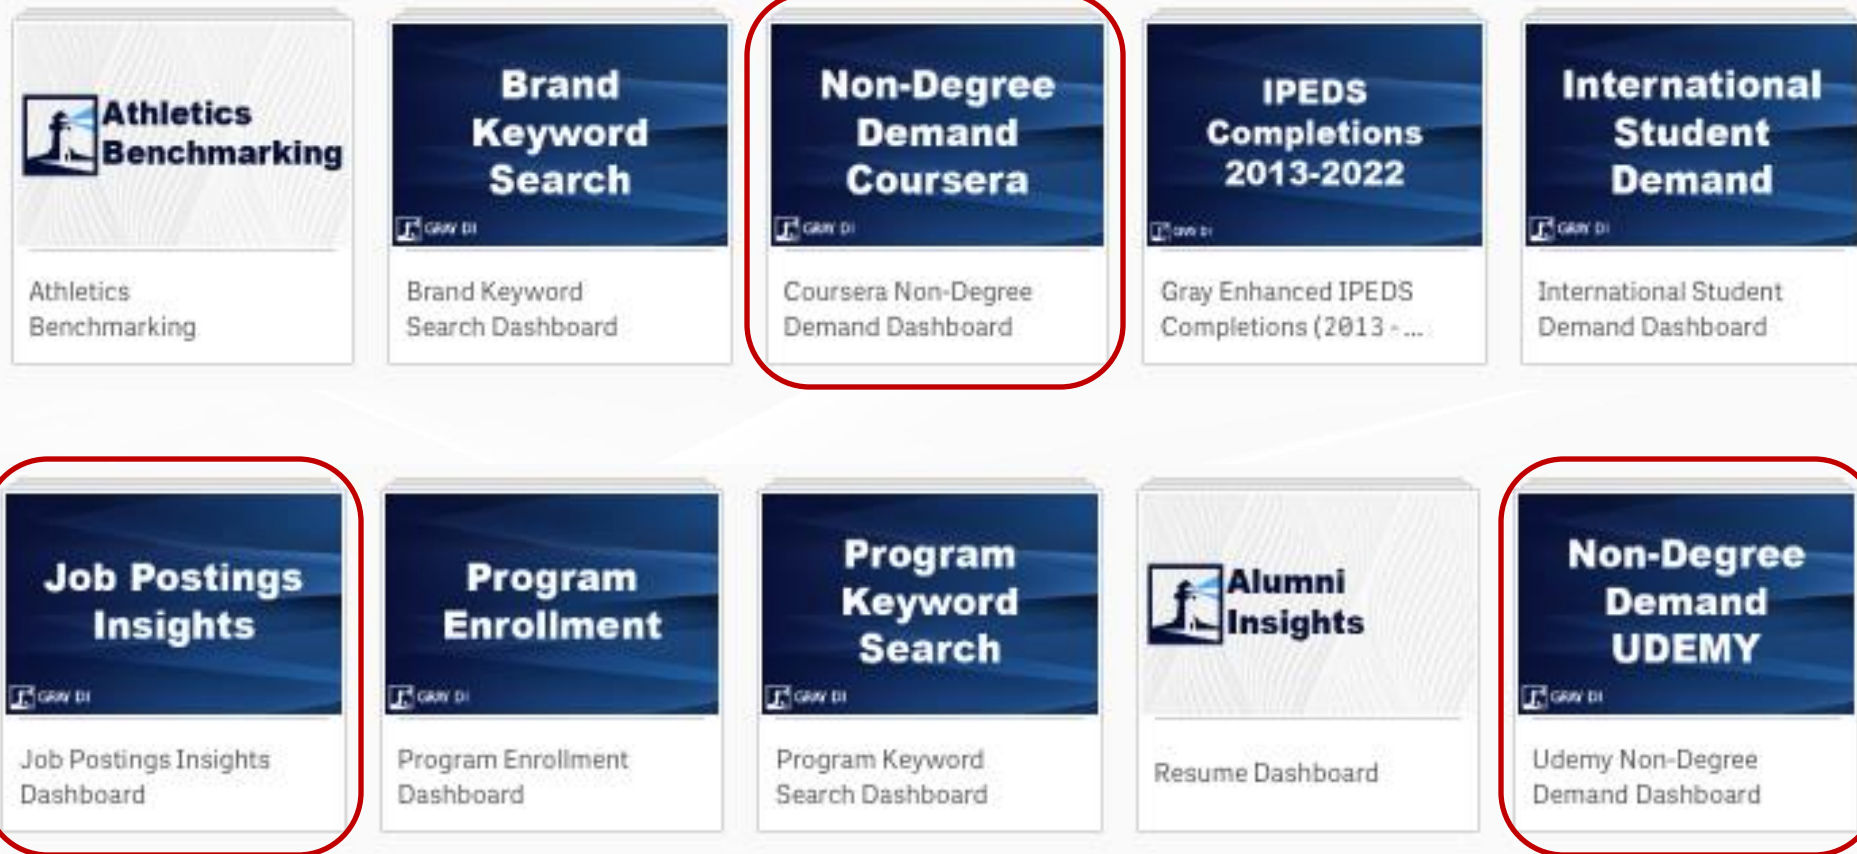 Athletics
Benchmarking
Athletics
Benchmarking
Brand
Keyword
Search
GRAY DI
Brand Keyword
Search Dashboard
Non-Degree
Demand
Coursera
GRAY DI
Coursera Non-Degree
Demand Dashboard
IPEDS
Completions
2013-2022
GRAY DI
Gray Enhanced IPEDS
Completions (2013 - ...
International
Student
Demand
GRAY DI
International Student
Demand Dashboard
Job Postings
Insights
GRAY DI
Job Postings Insights
Dashboard
Program
Enrollment
GRAY DI
Program Enrollment
Dashboard
Program
Keyword
Search
GRAY DI
Program Keyword
Search Dashboard
Alumni
Insights
Resume Dashboard
Non-Degree
Demand
UDEMY
GRAY DI
Udemy Non-Degree
Demand Dashboard